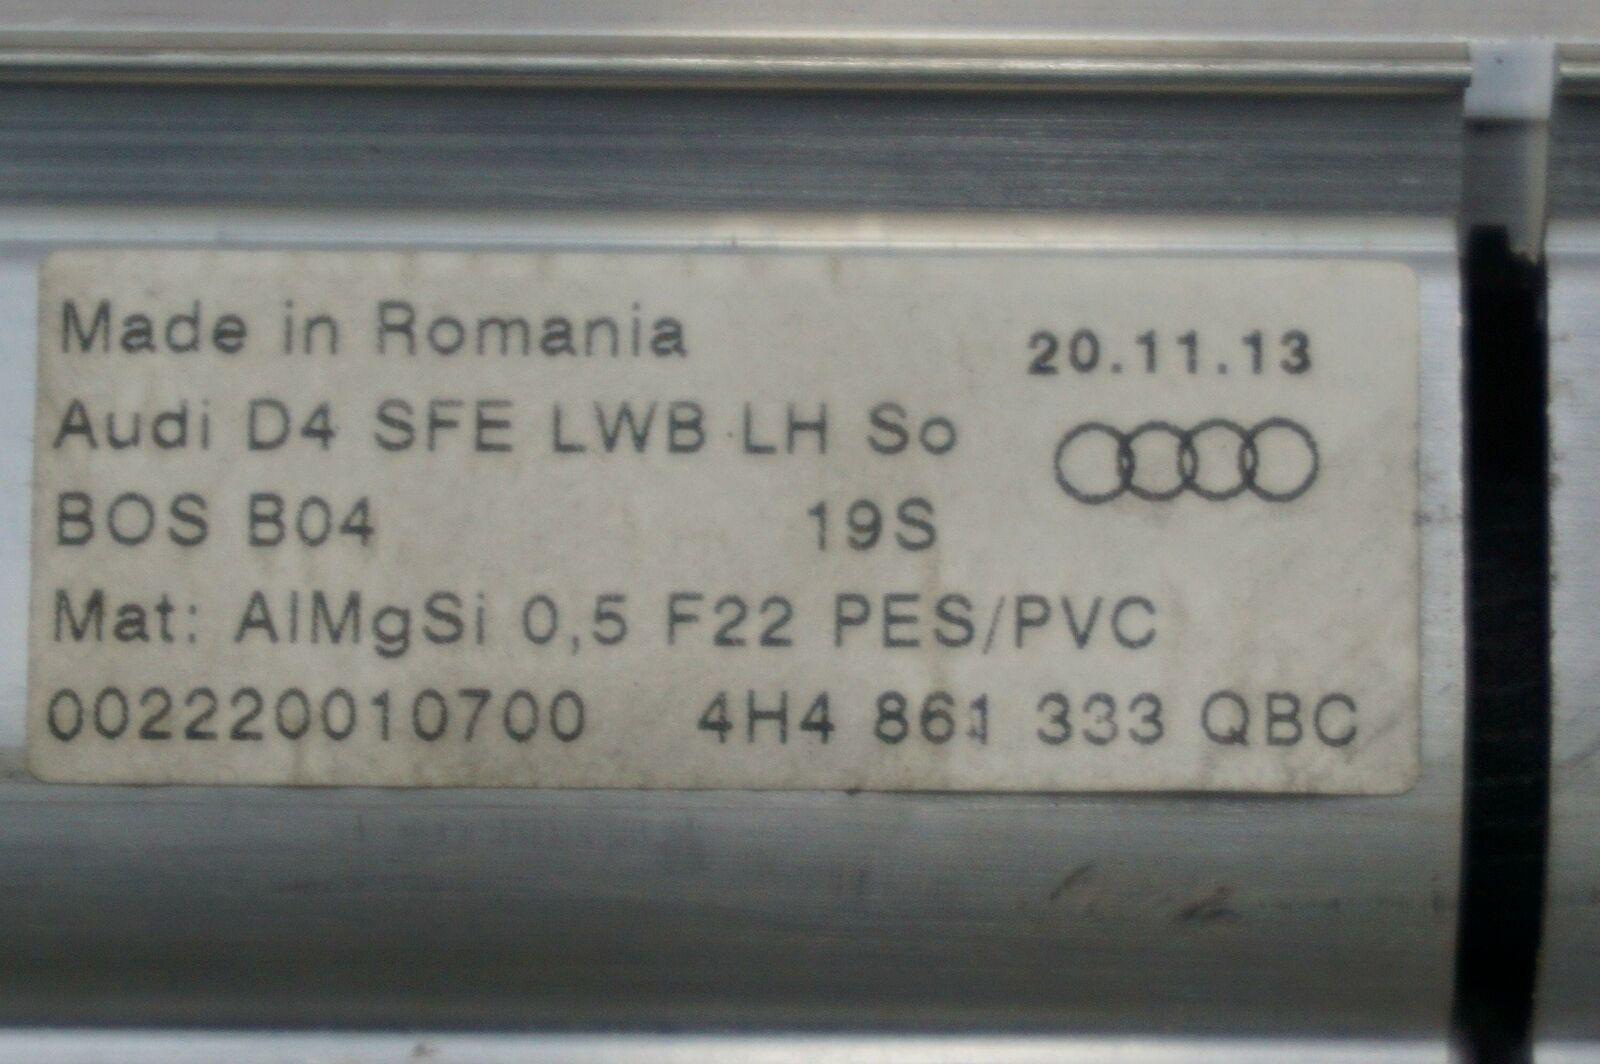 Made in Romania 20.11.13
Audi D4 SFE LWB LH So
BOS B04 19S
Mat: AlMgSi 0,5 F22 PES/PVC
002220010700 4H4 861 333 QBC